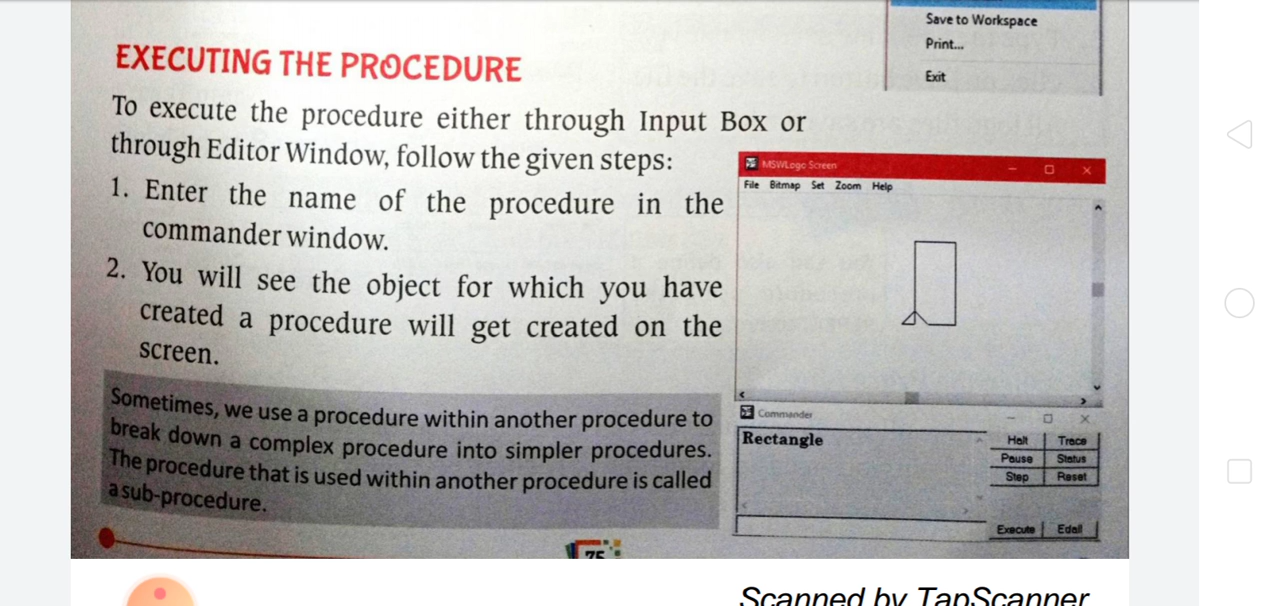 Save to Workspace
Print...
Exit
EXECUTING THE PROCEDURE
To execute the procedure either through Input Box or
through Editor Window, follow the given steps:
1. Enter the name of the procedure in the
commander window.
2. You will see the object for which you have
created a procedure will get created on the
screen.
MSWLogo Screen
File Bitmap Set Zoom Help
Commander
Rectangle
Halt Trace
Pause Status
Step Reset
Execute Edall
Sometimes, we use a procedure within another procedure to
break down a complex procedure into simpler procedures.
The procedure that is used within another procedure is called
a sub-procedure.
75
Scanned by TapScanner